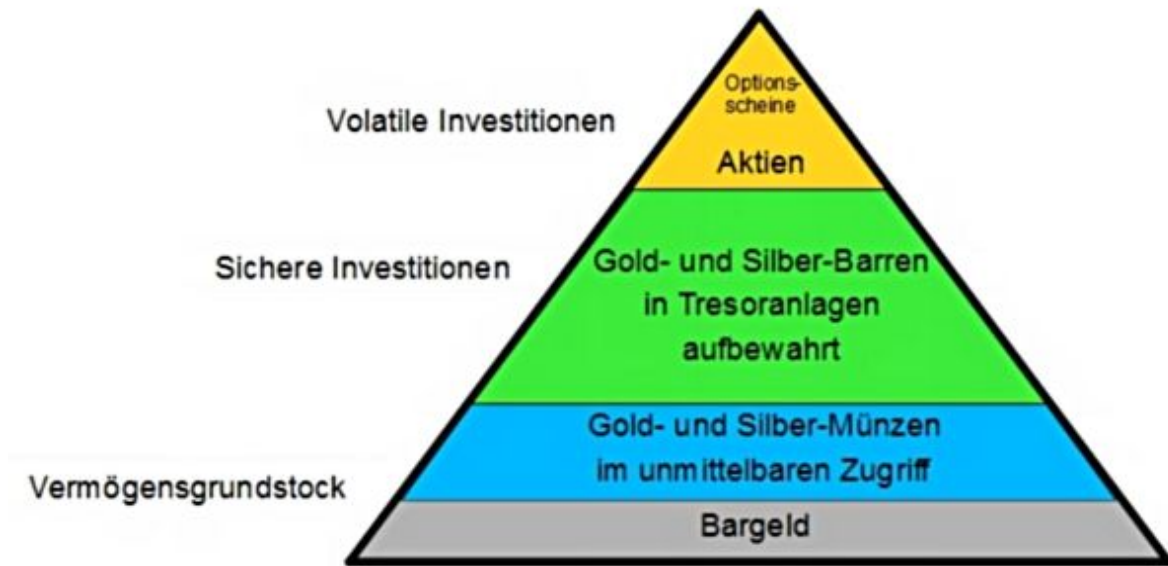 Options-
scheine
Volatile Investitionen
Aktien
Sichere Investitionen
Gold- und Silber-Barren
in Tresoranlagen
aufbewahrt
Gold- und Silber-Münzen
im unmittelbaren Zugriff
Vermögensgrundstock
Bargeld